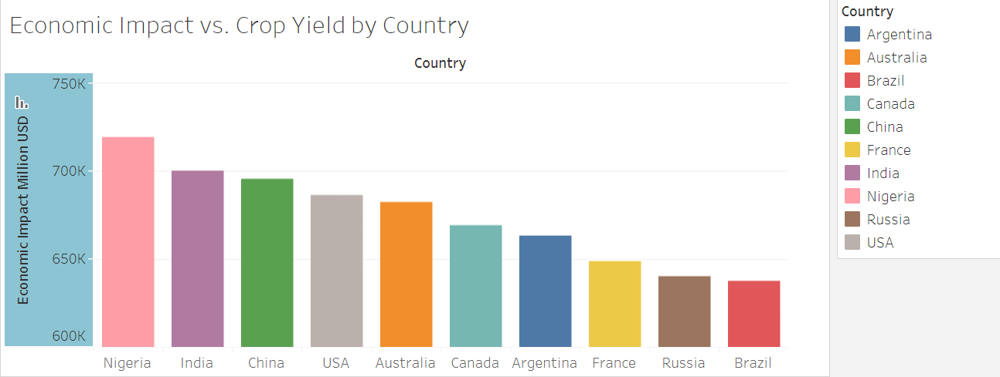 Economic Impact vs. Crop Yield by Country
Country
750K
700K
650K
600K
Economic Impact Million USD
Nigeria India China USA Australia Canada Argentina France Russia Brazil
Country
Argentina
Australia
Brazil
Canada
China
France
India
Nigeria
Russia
USA